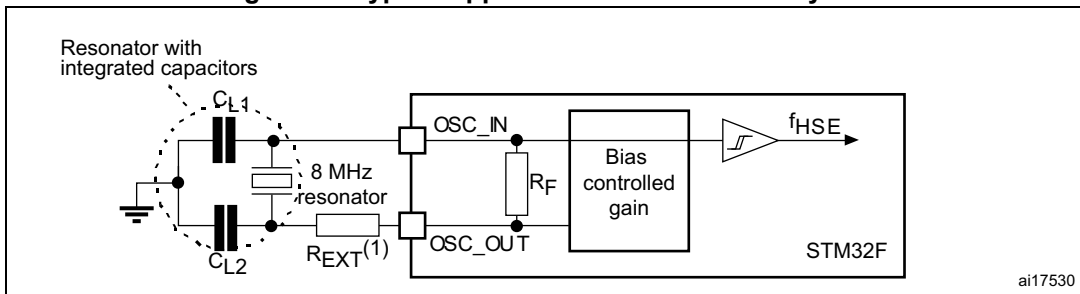 Resonator with
integrated capacitors
CL1
OSC_IN
fHSE
8 MHz
resonator
RF
Bias
controlled
gain
REXT(1)
OSC_OUT
STM32F
CL2
ai17530